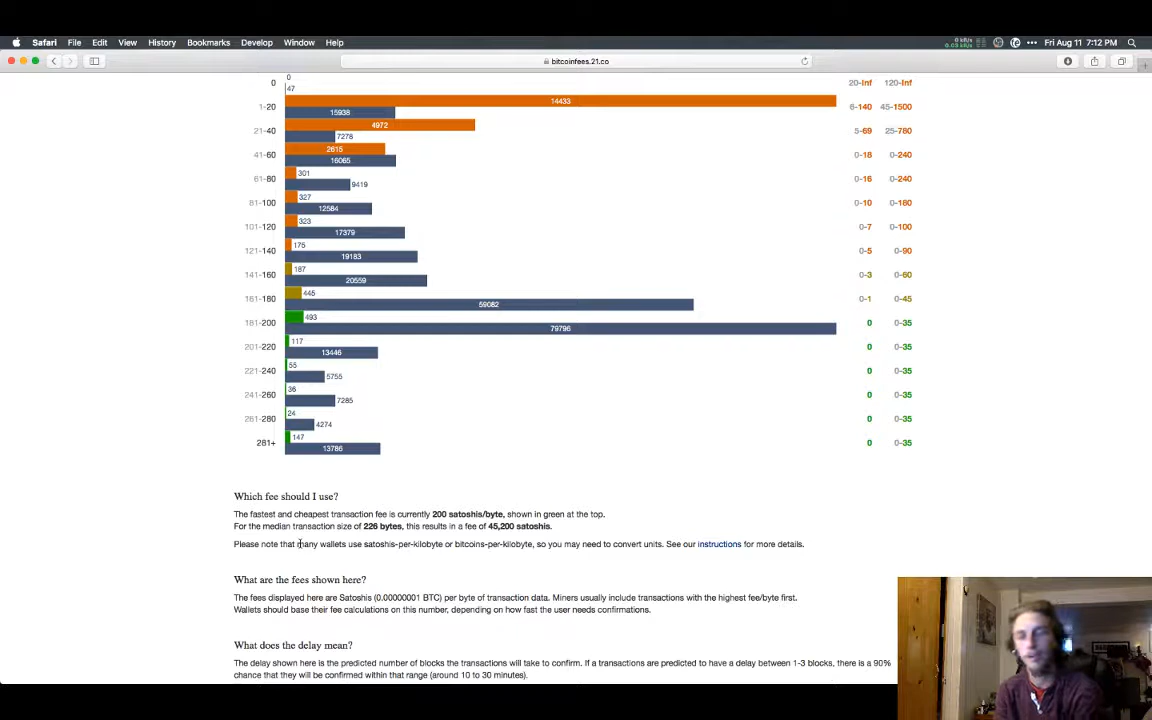 Safari File Edit View History Bookmarks Develop Window Help Fri Aug 11 7:12 PM
bitcoinfees.21.co
0 0 47 20-Inf 120-Inf
1-20 14433 15938 6-140 45-1500
21-40 4972 7278 5-69 25-780
41-60 2615 16065 0-18 0-240
61-80 301 9419 0-16 0-240
81-100 327 12584 0-10 0-180
101-120 323 17379 0-7 0-100
121-140 175 19183 0-5 0-90
141-160 187 20559 0-3 0-60
161-180 445 59082 0-1 0-45
181-200 493 79796 0 0-35
201-220 117 13446 0 0-35
221-240 55 5755 0 0-35
241-260 36 7285 0 0-35
261-280 24 4274 0 0-35
281+ 147 13786 0 0-35
Which fee should I use?
The fastest and cheapest transaction fee is currently 200 satoshis/byte, shown in green at the top.
For the median transaction size of 226 bytes, this results in a fee of 45,200 satoshis.
Please note that many wallets use satoshis-per-kilobyte or bitcoins-per-kilobyte, so you may need to convert units. See our instructions for more details.
What are the fees shown here?
The fees displayed here are Satoshis (0.00000001 BTC) per byte of transaction data. Miners usually include transactions with the highest fee/byte first.
Wallets should base their fee calculations on this number, depending on how fast the user needs confirmations.
What does the delay mean?
The delay shown here is the predicted number of blocks the transactions will take to confirm. If a transactions are predicted to have a delay between 1-3 blocks, there is a 90%
chance that they will be confirmed within that range (around 10 to 30 minutes).